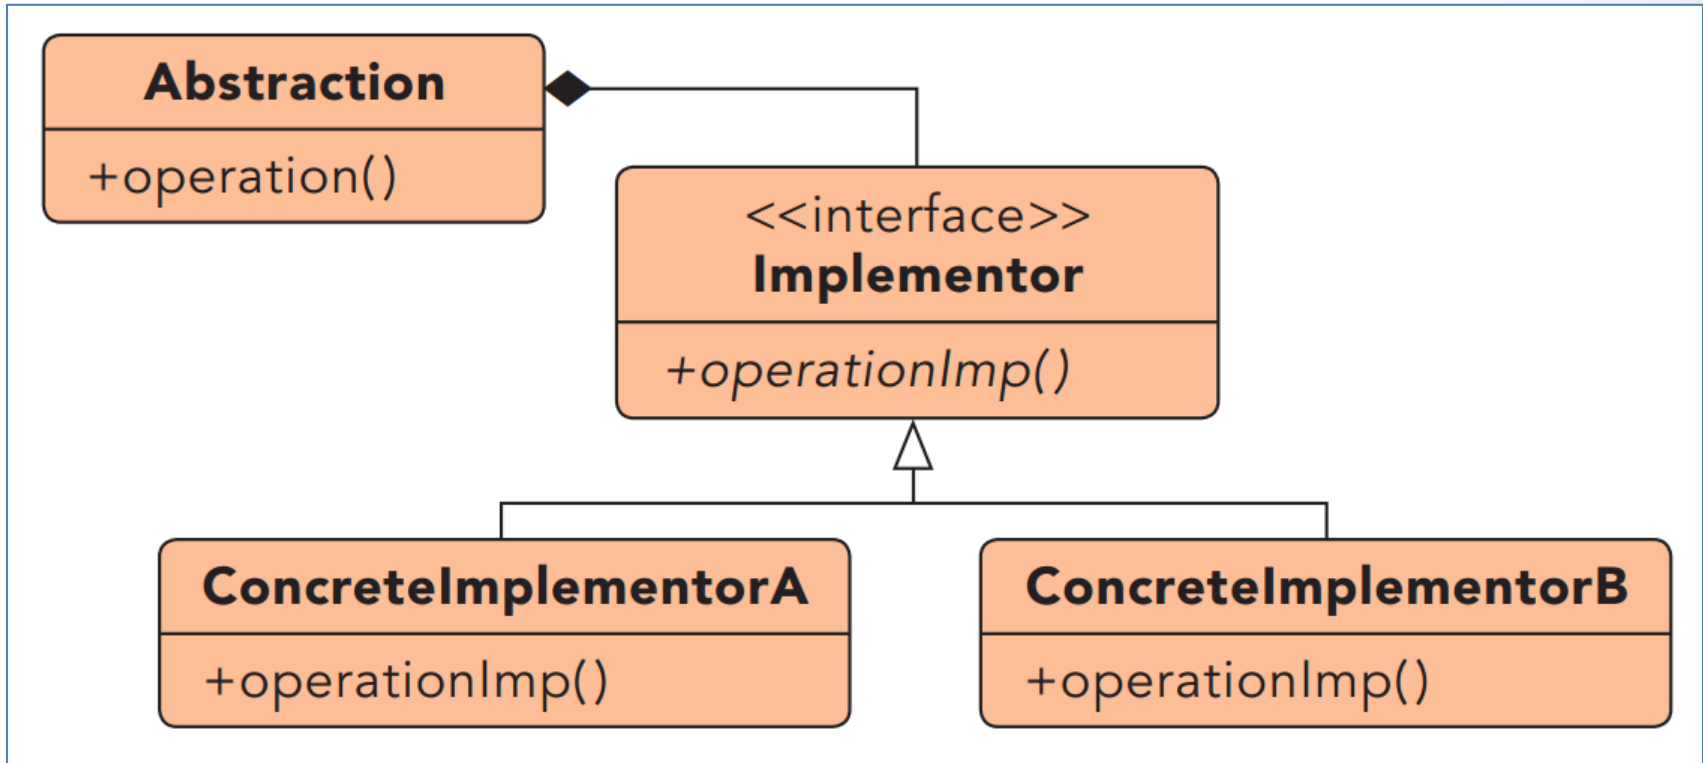 Abstraction
+operation()
<<interface>>
Implementor
+operationImp()
ConcreteImplementorA
+operationImp()
ConcreteImplementorB
+operationImp()